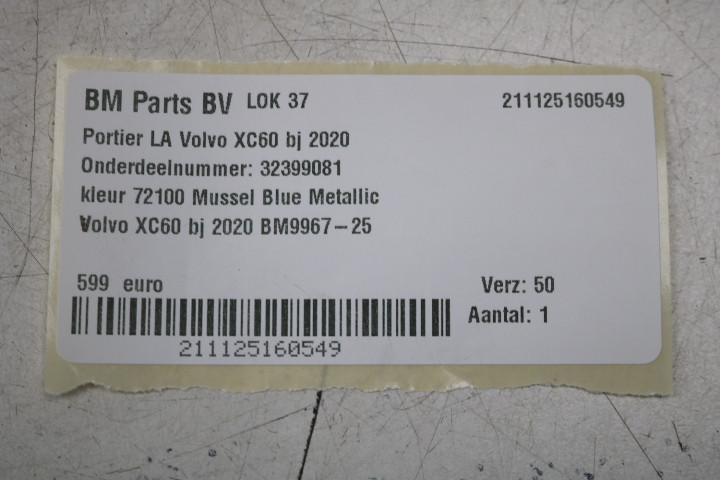 BM Parts BV LOK 37 211125160549
Portier LA Volvo XC60 bj 2020
Onderdeelnummer: 32399081
kleur 72100 Mussel Blue Metallic
Volvo XC60 bj 2020 BM9967-25
599 euro Verz: 50
Aantal: 1
211125160549